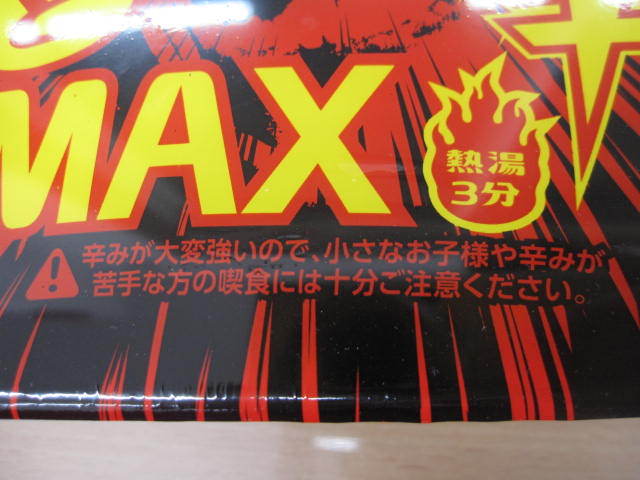 MAX
熱湯
3分
辛みが大変強いので、小さなお子様や辛みが
苦手な方の喫食には十分ご注意ください。